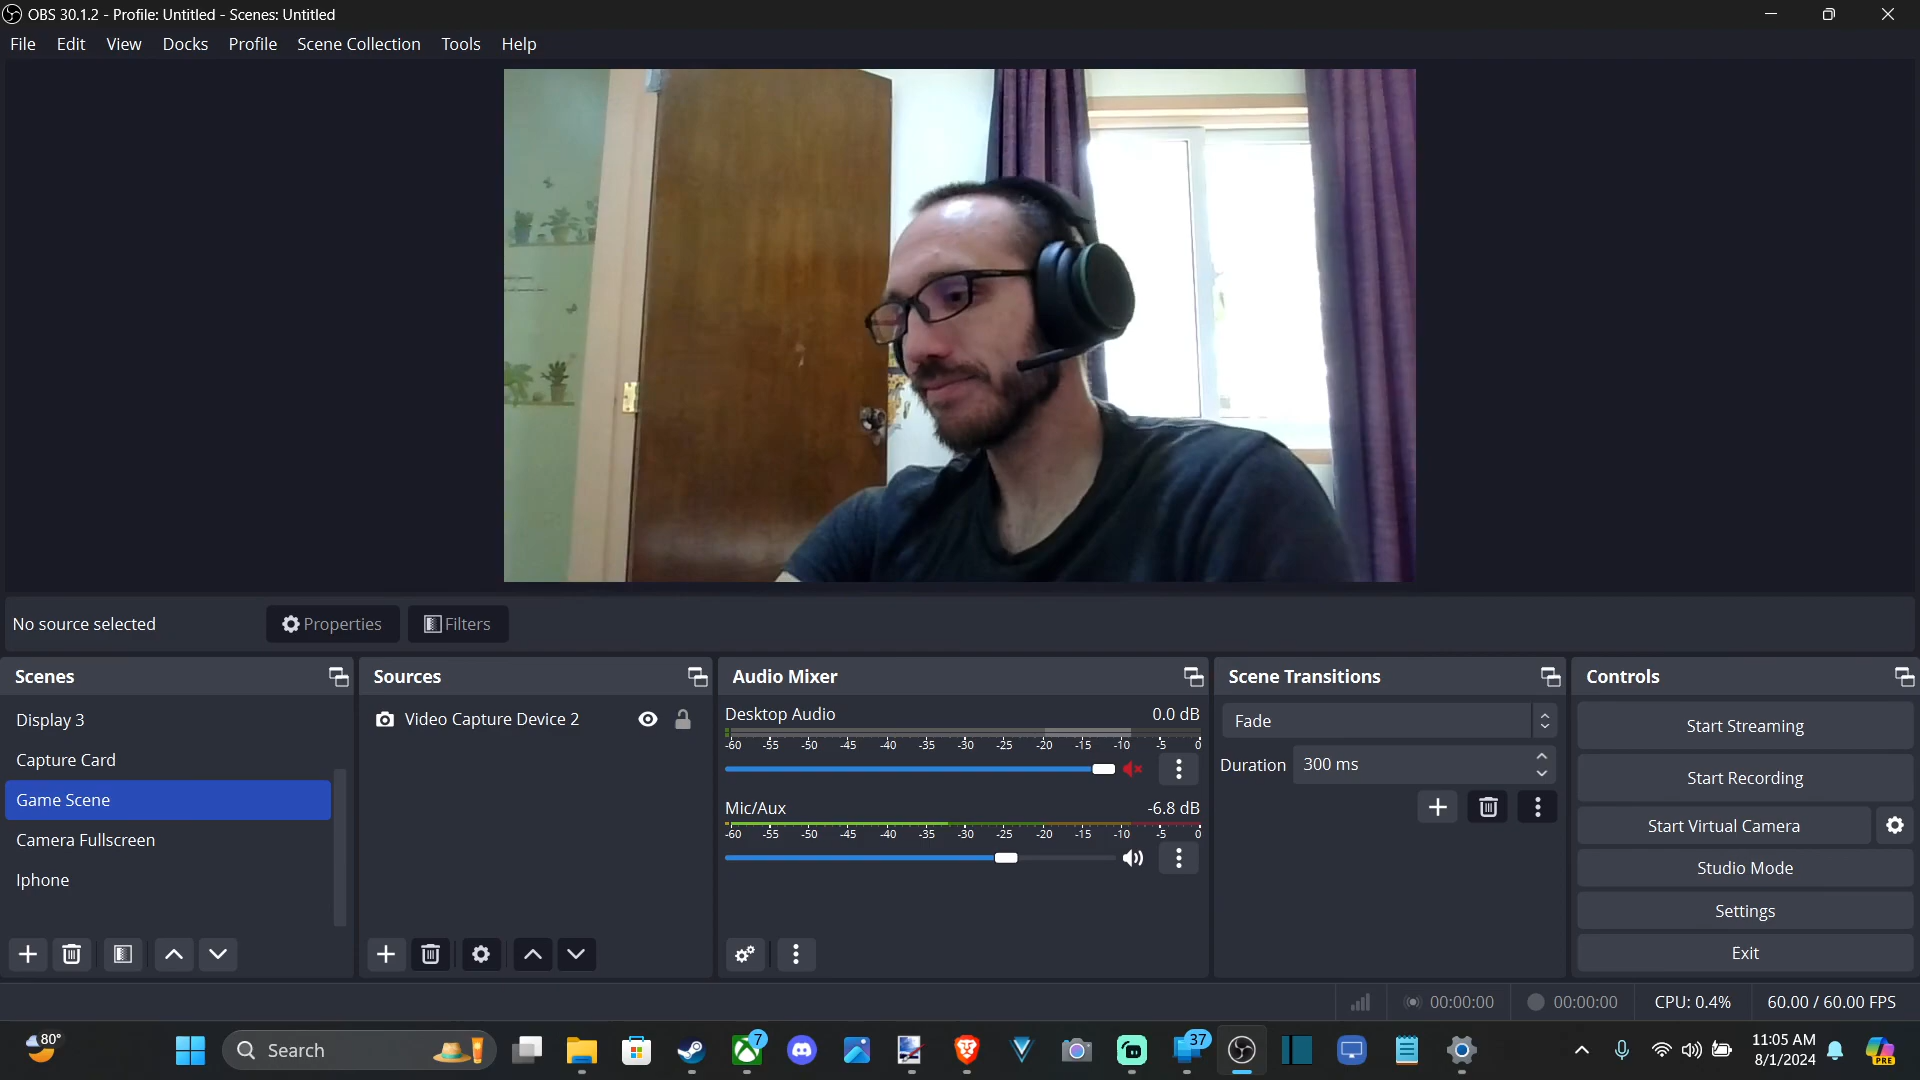 OBS 30.1.2 - Profile: Untitled - Scenes: Untitled
File Edit View Docks Profile Scene Collection Tools Help
No source selected Properties Filters
Scenes
Display 3
Capture Card
Game Scene
Camera Fullscreen
Iphone
Sources
Video Capture Device 2
Audio Mixer
Desktop Audio 0.0 dB
-60 -55 -50 -45 -40 -35 -30 -25 -20 -15 -10 -5 0
Mic/Aux -6.8 dB
-60 -55 -50 -45 -40 -35 -30 -25 -20 -15 -10 -5 0
Scene Transitions
Fade
Duration 300 ms
Controls
Start Streaming
Start Recording
Start Virtual Camera
Studio Mode
Settings
Exit
00:00:00 00:00:00 CPU: 0.4% 60.00 / 60.00 FPS
80° Search 7 37 11:05 AM
8/1/2024
PRE